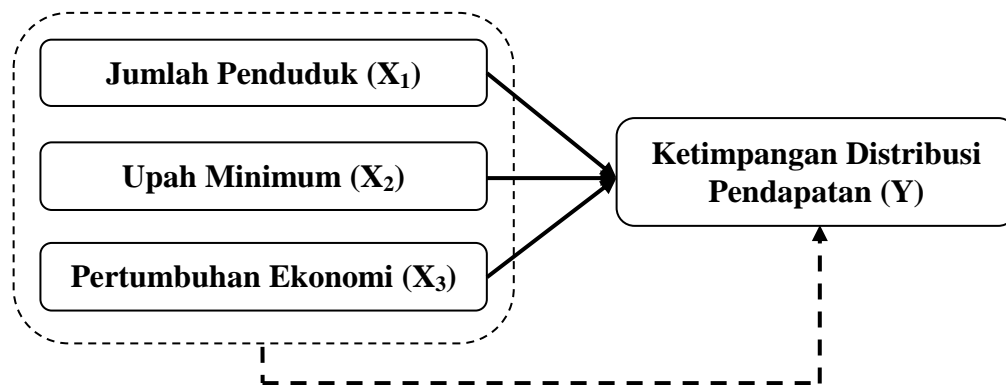 Jumlah Penduduk (X₁)
Upah Minimum (X₂)
Pertumbuhan Ekonomi (X₃)
Ketimpangan Distribusi
Pendapatan (Y)